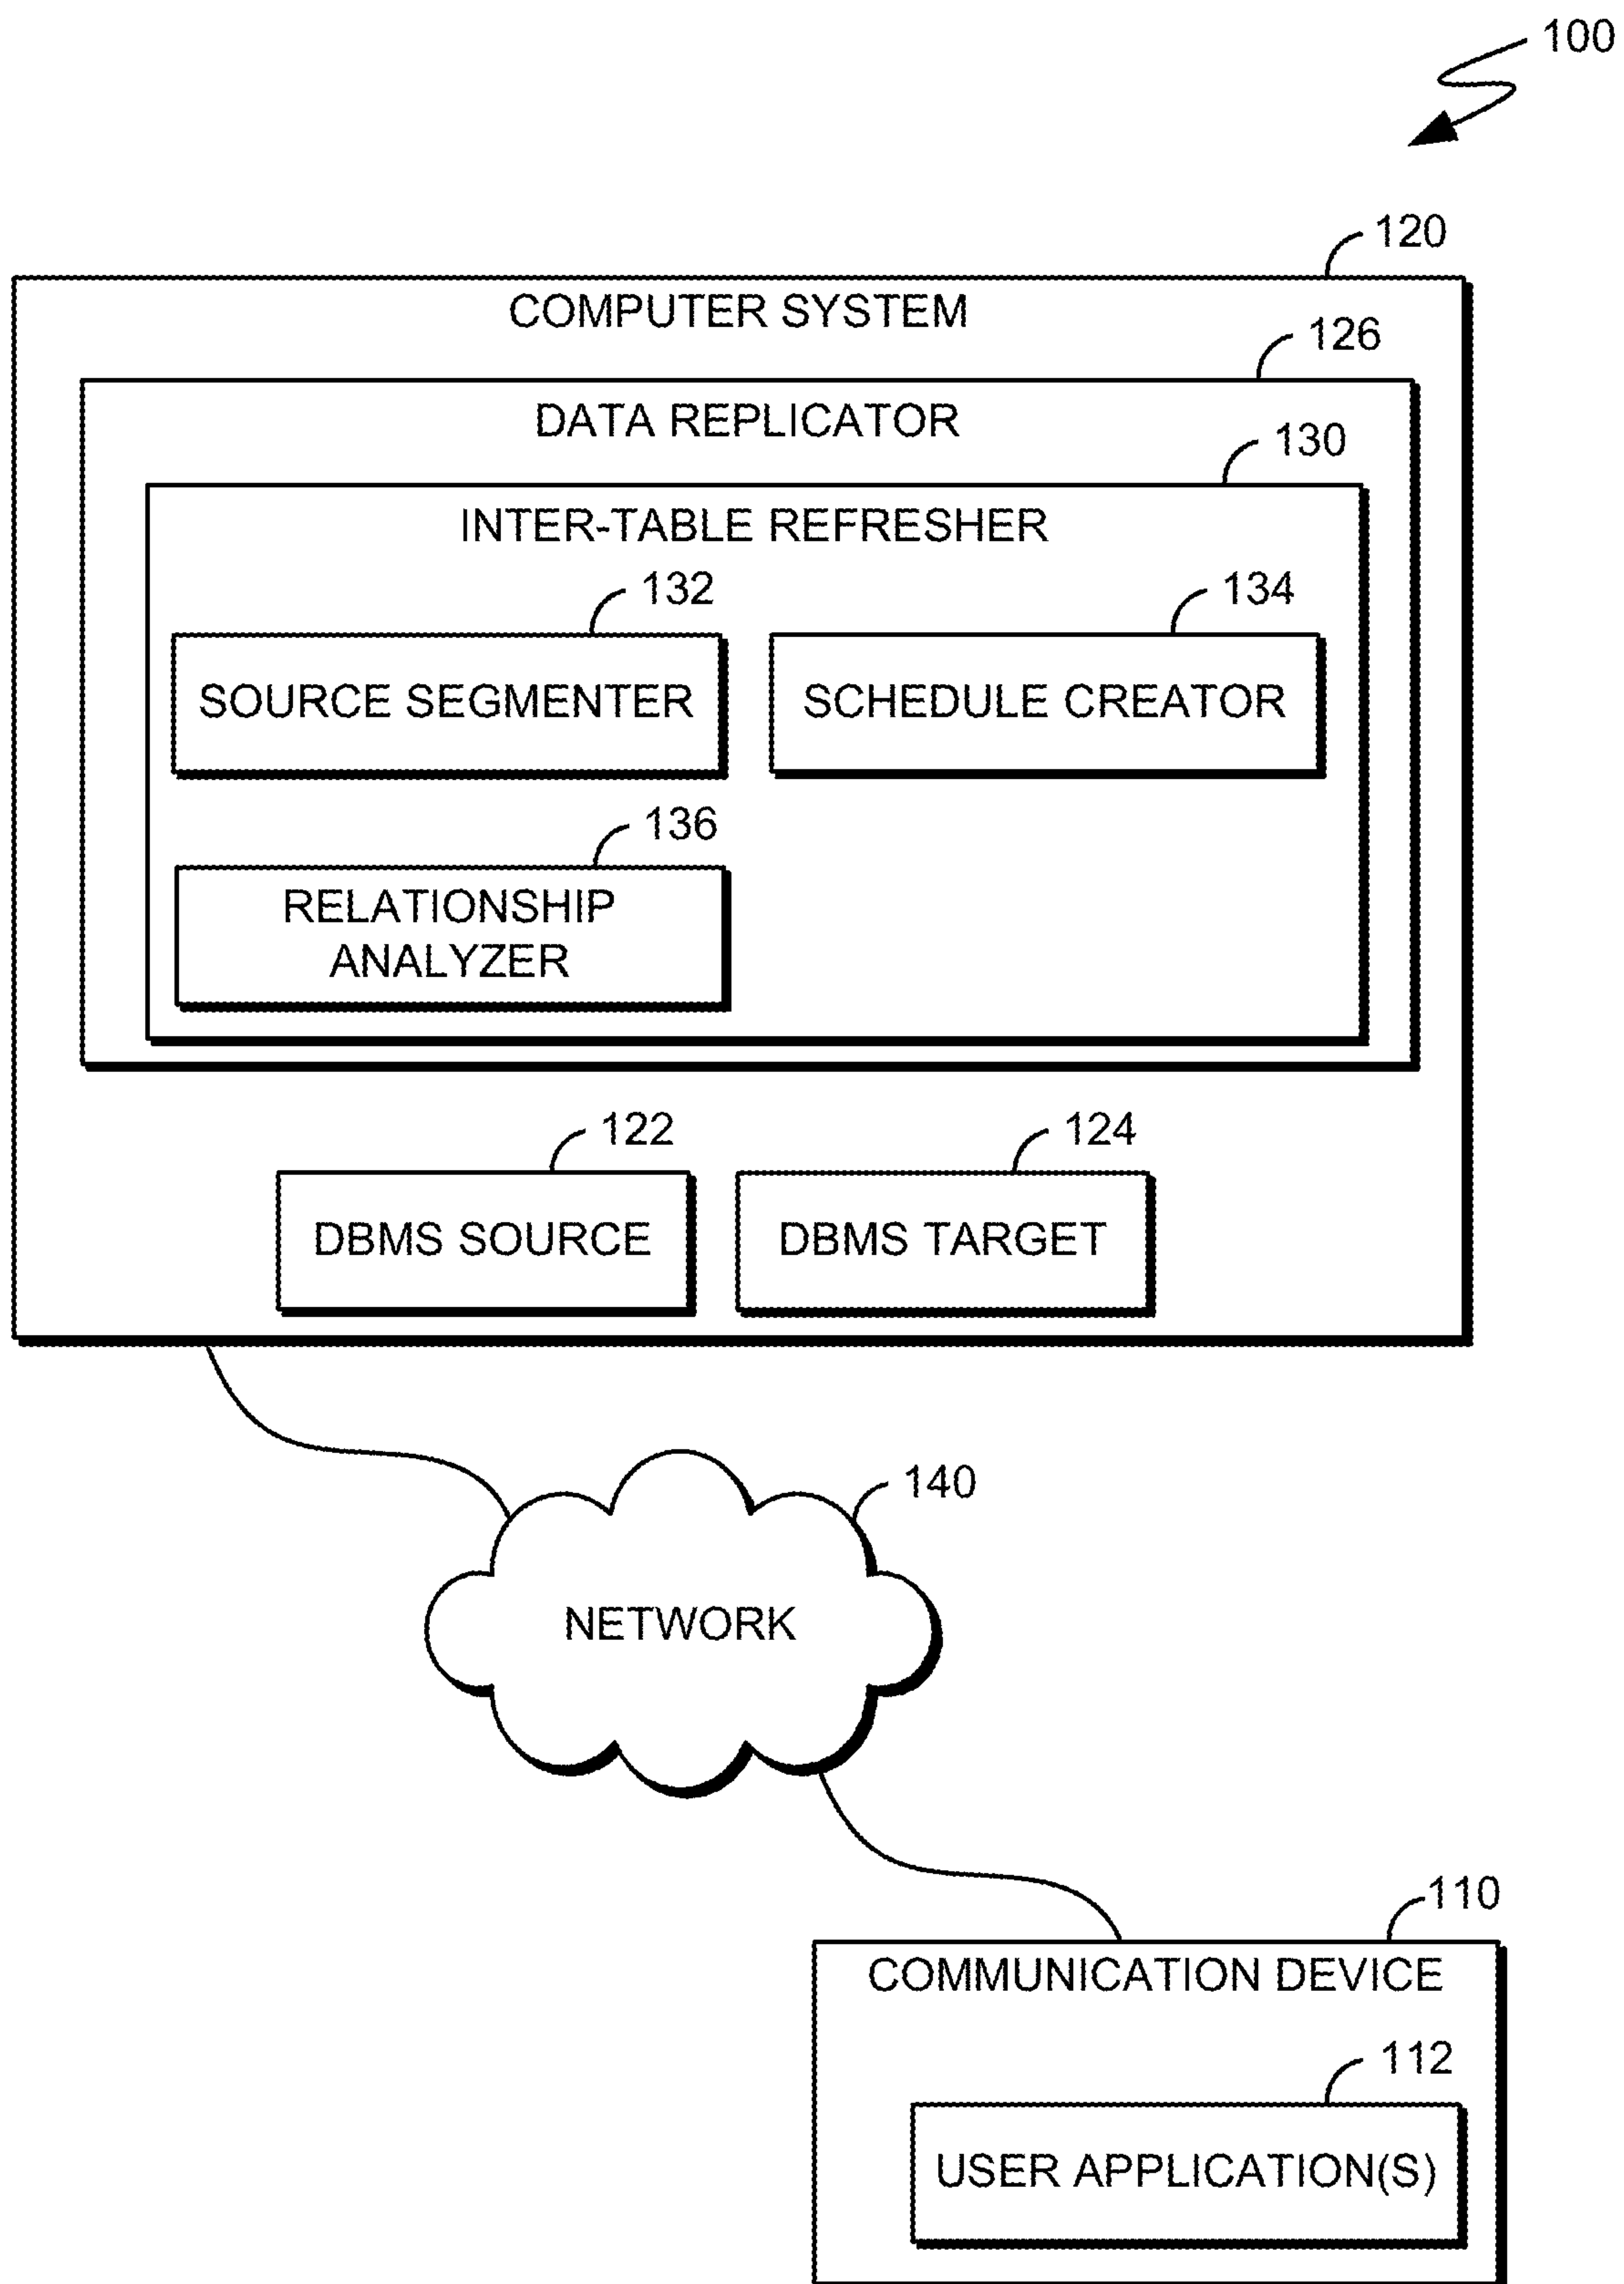 100
120
COMPUTER SYSTEM
126
DATA REPLICATOR
130
INTER-TABLE REFRESHER
132
134
SOURCE SEGMENTER
SCHEDULE CREATOR
136
RELATIONSHIP
ANALYZER
122
124
DBMS SOURCE
DBMS TARGET
140
NETWORK
110
COMMUNICATION DEVICE
112
USER APPLICATION(S)